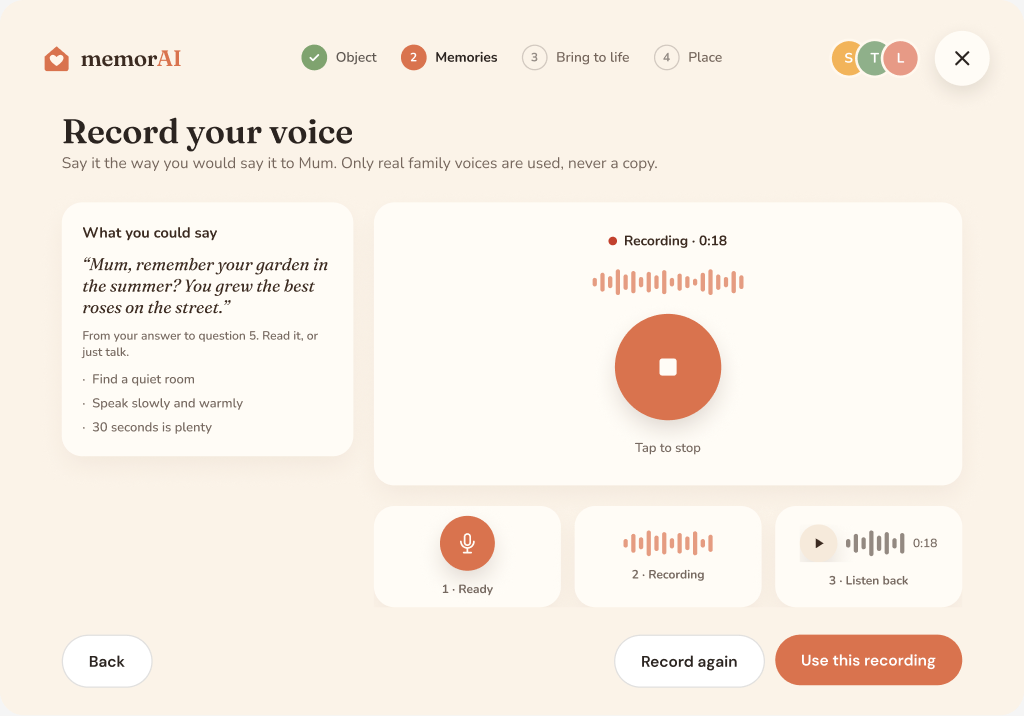 memorAI
Object
2 Memories
3 Bring to life
4 Place
S T L
Record your voice
Say it the way you would say it to Mum. Only real family voices are used, never a copy.
What you could say
“Mum, remember your garden in
the summer? You grew the best
roses on the street.”
From your answer to question 5. Read it, or
just talk.
· Find a quiet room
· Speak slowly and warmly
· 30 seconds is plenty
Recording · 0:18
Tap to stop
1 · Ready
2 · Recording
0:18
3 · Listen back
Back
Record again
Use this recording